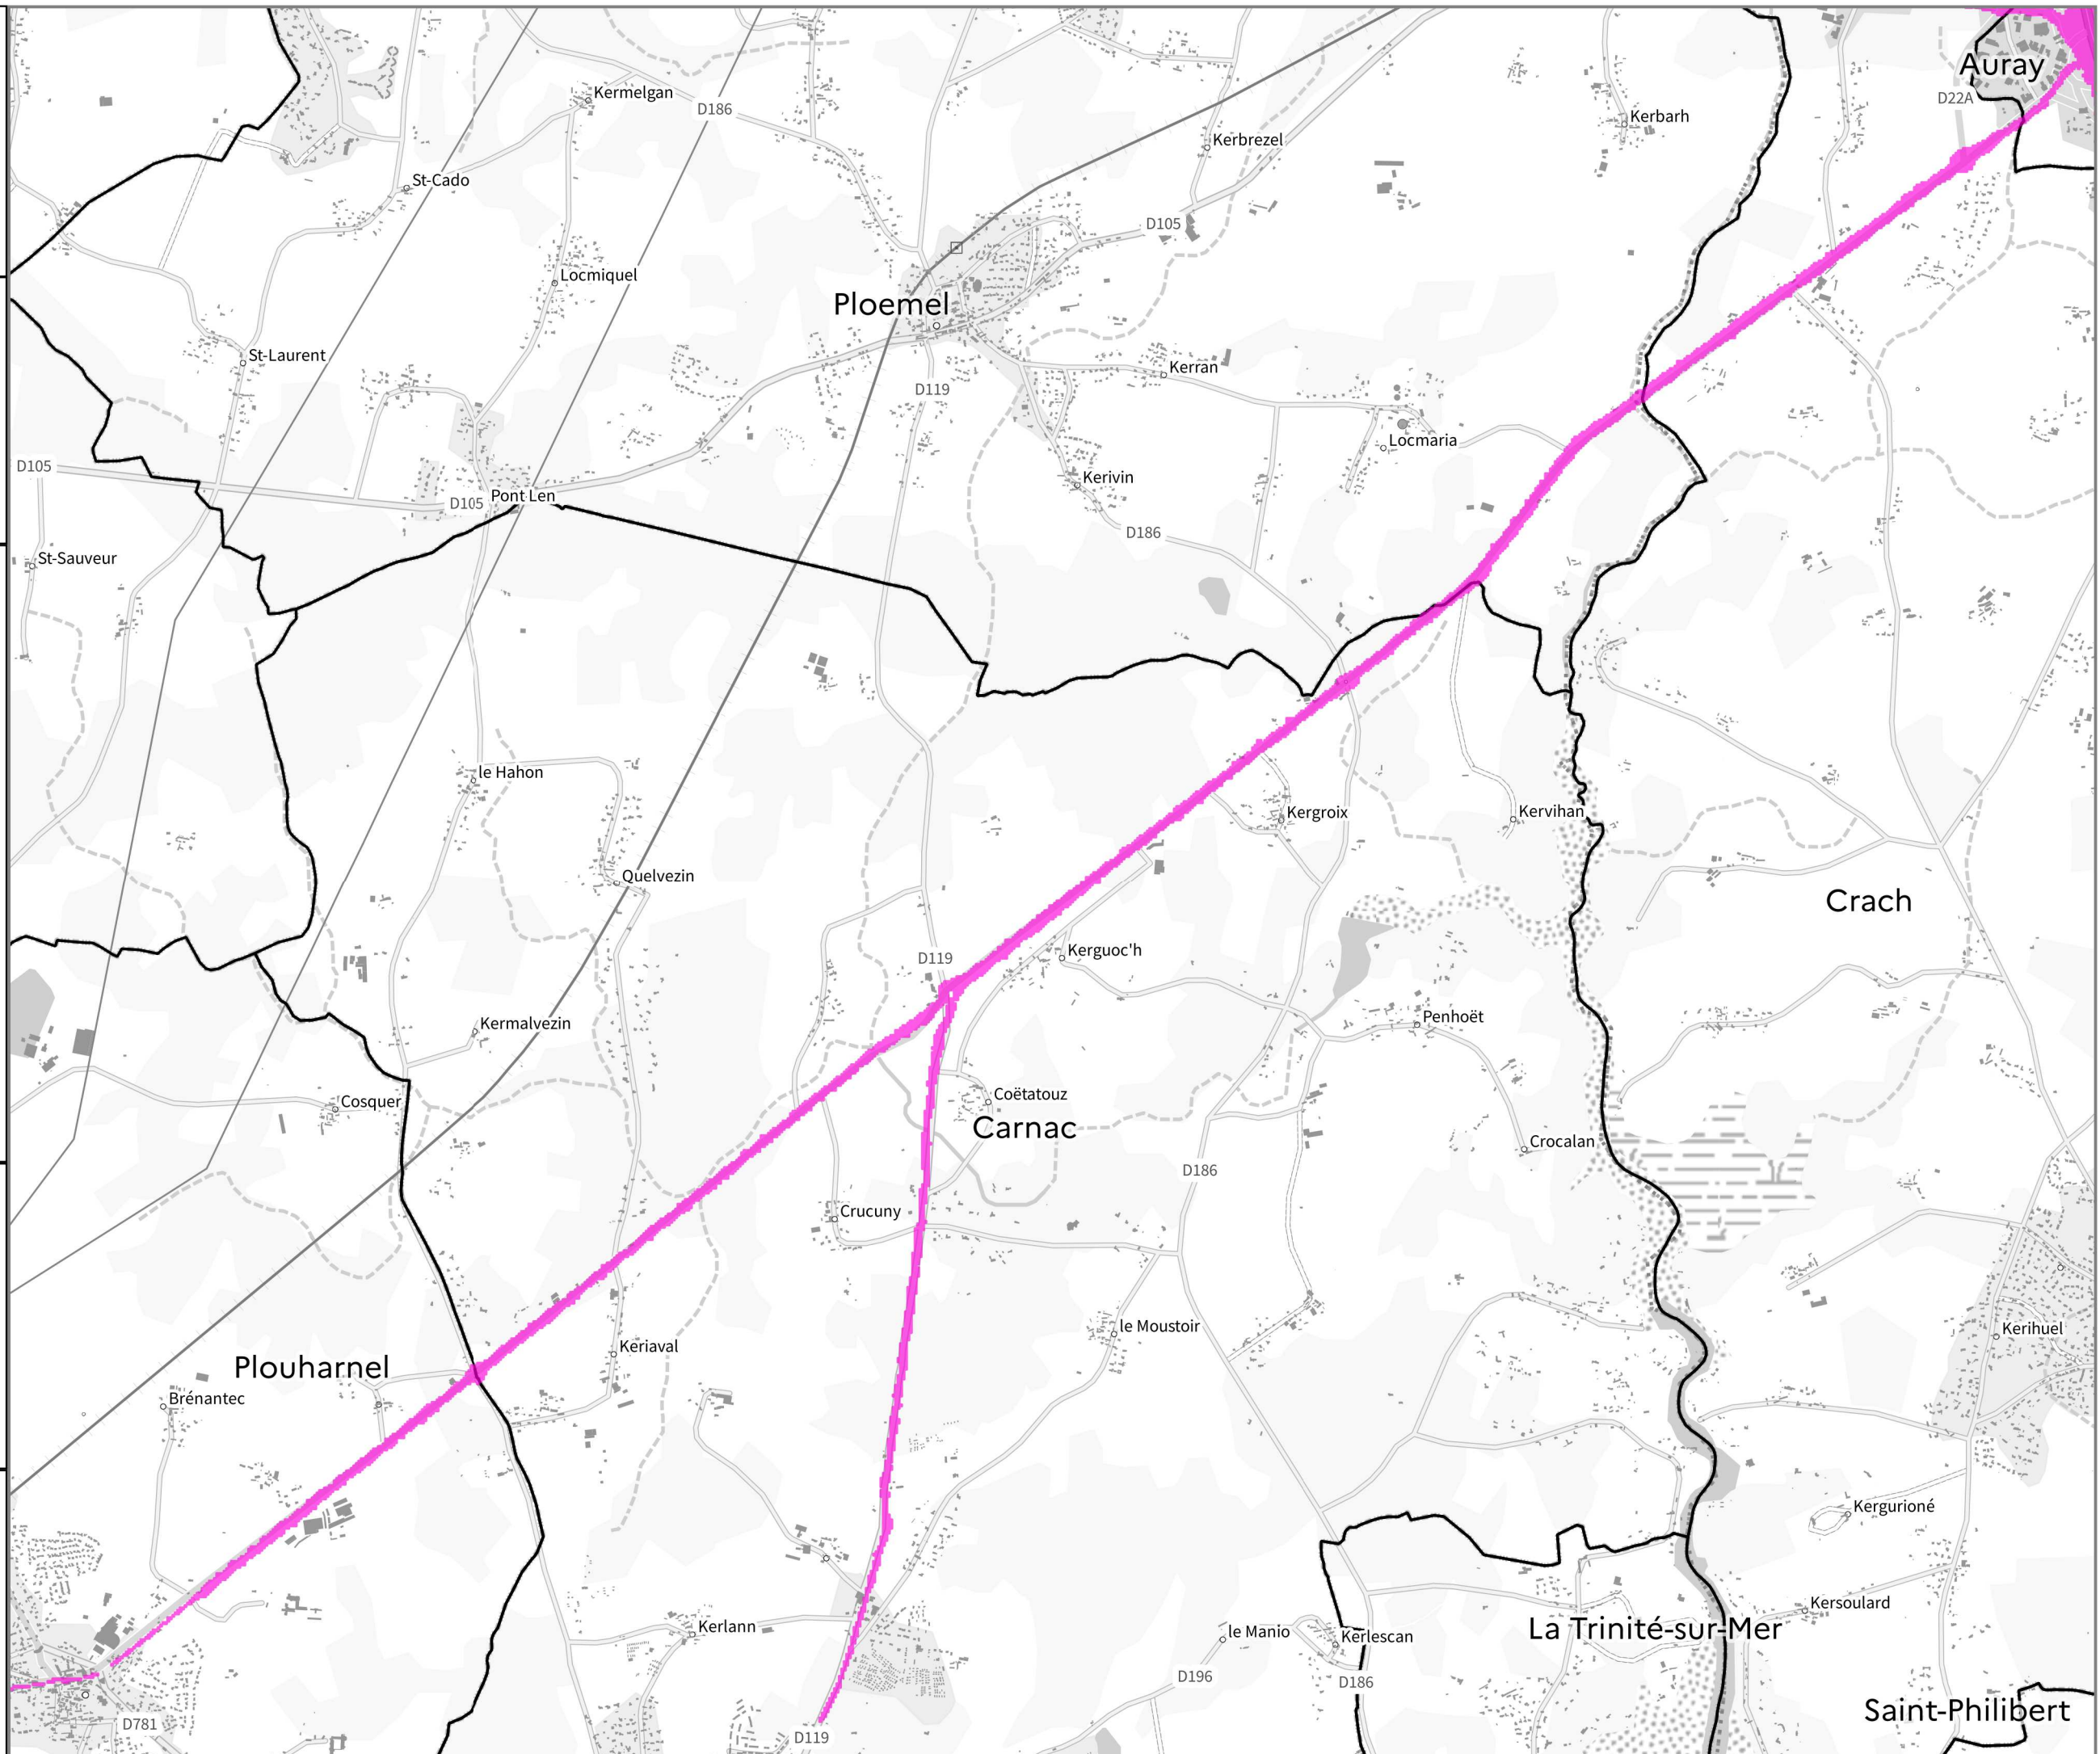 Auray
D22A
Kermelgan
D186
Kerbarh
Kerbrezel
St-Cado
D105
Locmiquel
Ploemel
St-Laurent
Kerran
D119
Locmaria
D105
Kerivin
Pont Len
D105
D186
St-Sauveur
le Hahon
Kergroix
Kervihan
Quelvezin
Crach
Kerguoc'h
D119
Penhoët
Kermalvezin
Coëtatouz
Cosquer
Carnac
Crocalan
D186
Crucuny
le Moustoir
Kerihuel
Keriaval
Plouharnel
Brénantec
Kergurioné
Kersoulard
Kerlann
La Trinité-sur-Mer
le Manio
Kerlescan
D196
D186
Saint-Philibert
D781
D119